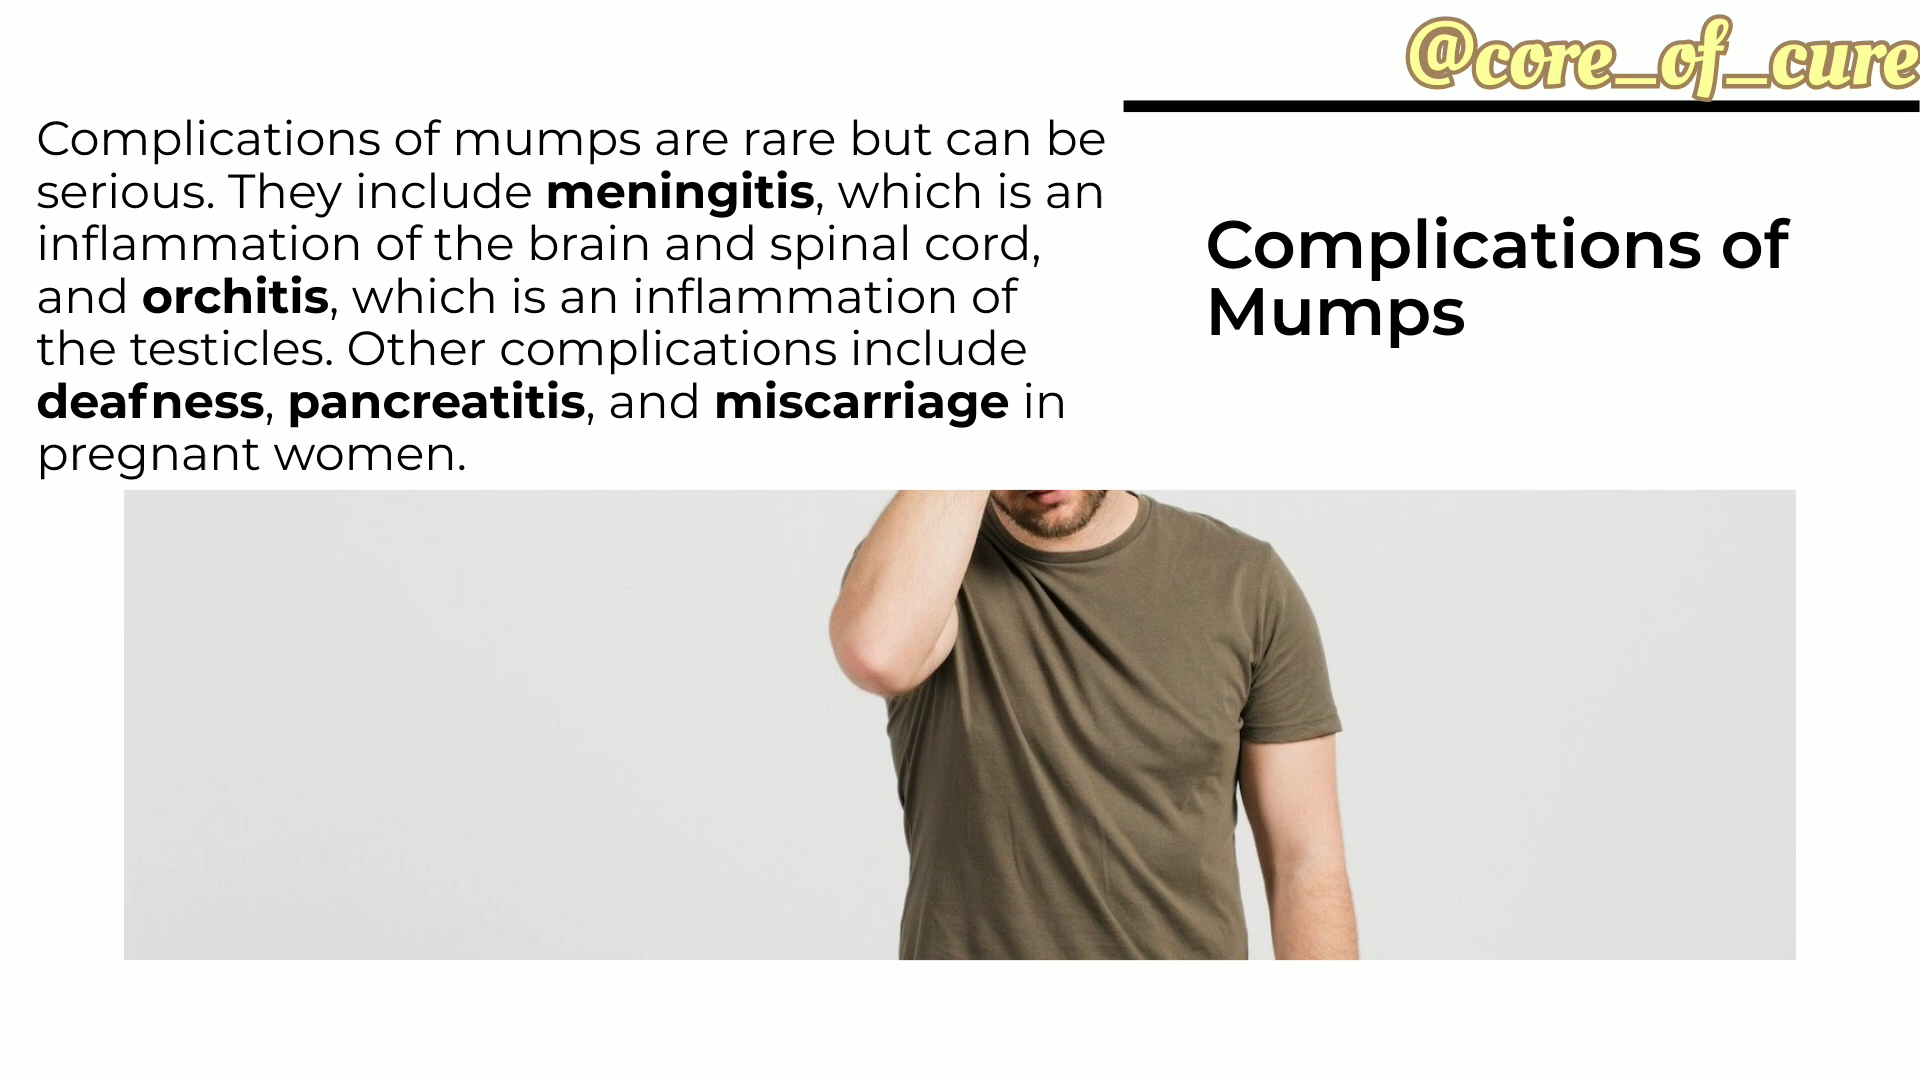 @core_of_cure
Complications of mumps are rare but can be
serious. They include meningitis, which is an
inflammation of the brain and spinal cord,
and orchitis, which is an inflammation of
the testicles. Other complications include
deafness, pancreatitis, and miscarriage in
pregnant women.
Complications of
Mumps